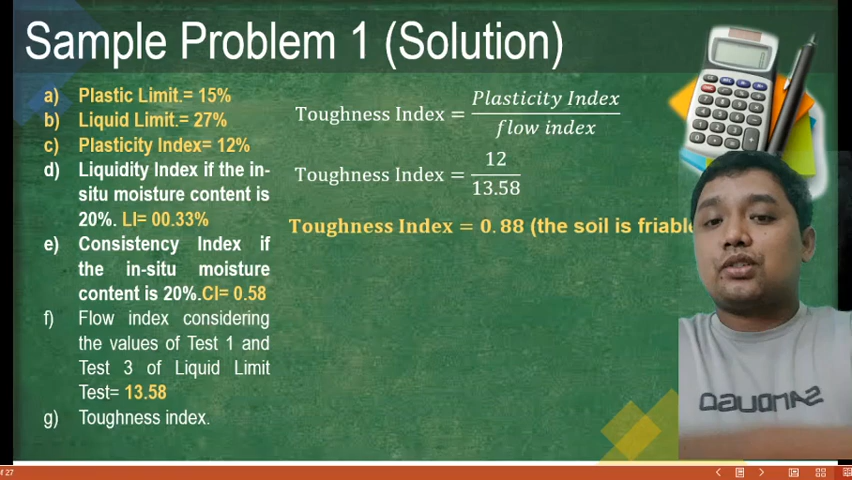 Sample Problem 1 (Solution)
a) Plastic Limit.= 15%
b) Liquid Limit.= 27%
c) Plasticity Index= 12%
d) Liquidity Index if the in-
situ moisture content is
20%. LI= 00.33%
e) Consistency Index if
the in-situ moisture
content is 20%.CI= 0.58
f) Flow index considering
the values of Test 1 and
Test 3 of Liquid Limit
Test= 13.58
g) Toughness index.
Toughness Index = Plasticity Index / flow index
Toughness Index = 12 / 13.58
Toughness Index = 0.88 (the soil is friable
SAMDUSQ
of 27